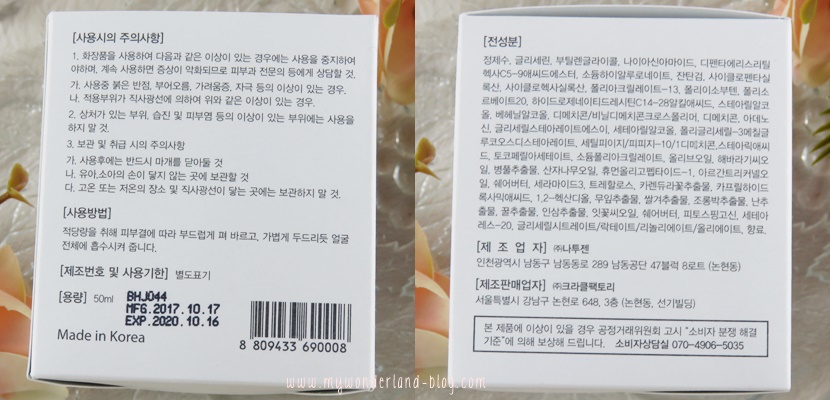 [사용시의 주의사항]
1. 화장품을 사용하여 다음과 같은 이상이 있는 경우에는 사용을 중지하여
야하며, 계속 사용하면 증상이 악화되므로 피부과 전문의 등에게 상담할 것.
가. 사용중 붉은 반점, 부어오름, 가려움증, 자극 등의 이상이 있는 경우.
나. 적용부위가 직사광선에 의하여 위와 같은 이상이 있는 경우.
2. 상처가 있는 부위, 습진 및 피부염 등의 이상이 있는 부위에는 사용을
하지 말 것.
3. 보관 및 취급 시의 주의사항
가. 사용후에는 반드시 마개를 닫아둘 것
나. 유아,소아의 손이 닿지 않는 곳에 보관할 것
다. 고온 또는 저온의 장소 및 직사광선이 닿는 곳에는 보관하지 말 것.
[사용방법]
적당량을 취해 피부결에 따라 부드럽게 펴 바르고, 가볍게 두드리듯 얼굴
전체에 흡수시켜 줍니다.
[제조번호 및 사용기한] 별도표기
[용량] 50ml
BHJ044
MFG.2017.10.17
EXP.2020.10.16
Made in Korea
8 809433 690008
[전성분]
정제수, 글리세린, 부틸렌글라이콜, 나이아신아마이드, 디펜타에리스리틸
헥사C5-9애씨드에스터, 소듐하이알루로네이트, 잔탄검, 사이클로펜타실
록산, 사이클로헥사실록산, 폴리아크릴레이트-13, 폴리이소부텐, 폴리소
르베이트20, 하이드로제네이티드레시틴C14-28알킬애씨드, 스테아릴알코
올, 베헤닐알코올, 디메치콘/비닐디메치콘크로스폴리머, 디메치콘, 아데노
신, 글리세릴스테아레이트에스이, 세테아릴알코올, 폴리글리세릴-3메칠글
루코오스디스테아레이트, 세틸피이지/피피지-10/1디메치콘,스테아릭애씨
드, 토코페릴아세테이트, 소듐폴리아크릴레이트, 올리브오일, 해바라기씨오
일, 병풀추출물, 산자나무오일, 휴먼올리고펩타이드-1, 아르간트리커넬오
일, 쉐어버터, 세라마이드3, 트레할로스, 카렌듈라꽃추출물, 카프릴하이드
록사믹애씨드, 1,2-헥산디올, 무잎추출물, 쌀겨추출물, 조롱박추출물, 난추
출물, 꿀추출물, 인삼추출물, 잇꽃씨오일, 쉐어버터, 피토스핑고신, 세테아
레스-20, 글리세릴시트레이트/락테이트/리놀리에이트/올리에이트, 향료.
[제 조 업 자] ㈜나투젠
인천광역시 남동구 남동동로 289 남동공단 47블럭 8로트 (논현동)
[제조판매업자] ㈜크라클팩토리
서울특별시 강남구 논현로 648, 3층 (논현동, 선기빌딩)
본 제품에 이상이 있을 경우 공정거래위원회 고시 "소비자 분쟁 해결
기준"에 의해 보상해 드립니다. 소비자상담실 070-4906-5035
www.mywonderland-blog.com